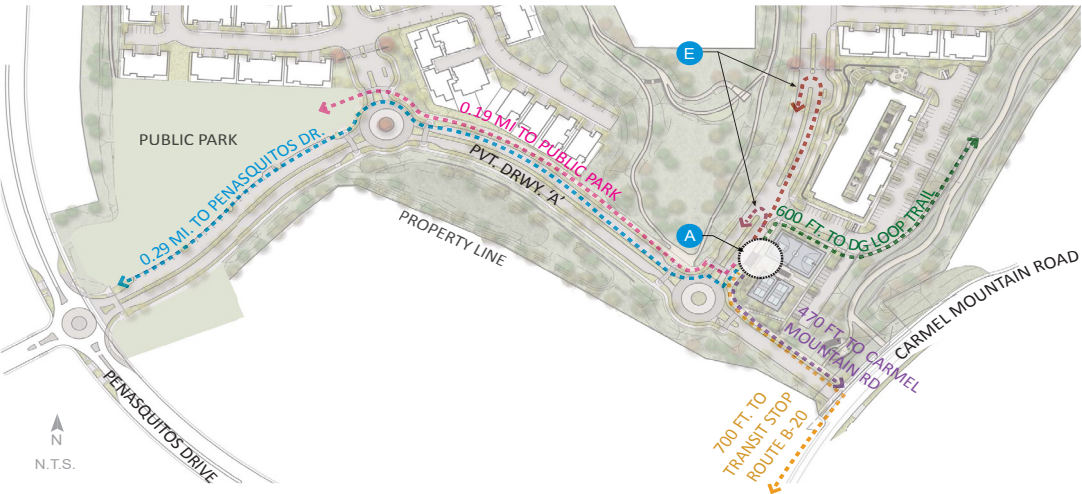 E
PUBLIC PARK
0.19 MI TO PUBLIC PARK
PVT. DRWY. 'A'
0.29 MI. TO PENASQUITOS DR.
PROPERTY LINE
A
600 FT. TO DG LOOP TRAIL
CARMEL MOUNTAIN ROAD
470 FT. TO CARMEL
MOUNTAIN RD
700 FT. TO
TRANSIT STOP
ROUTE B-20
PENASQUITOS DRIVE
N
N.T.S.